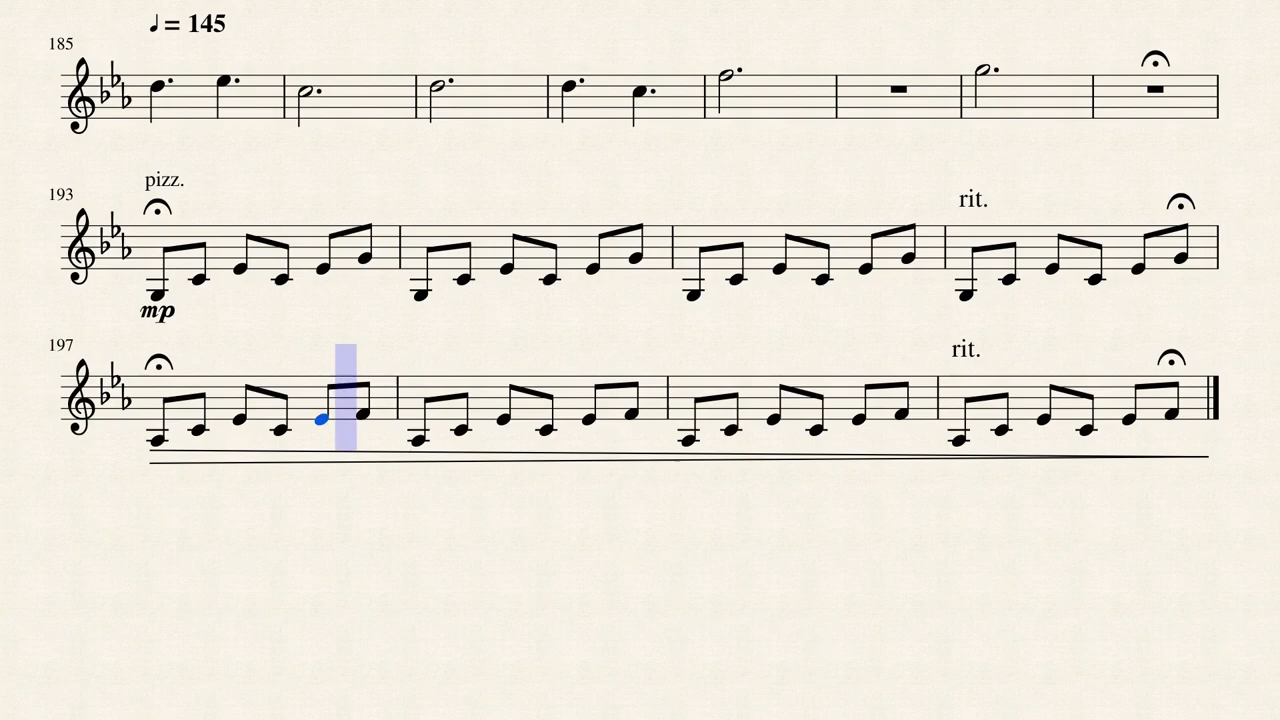 ♩ = 145
185
193
pizz.
rit.
mp
197
rit.